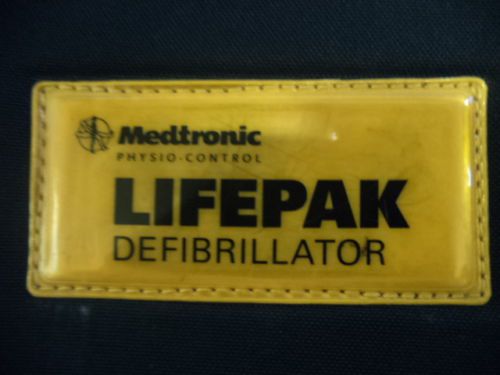 Medtronic
PHYSIO-CONTROL
LIFEPAK
DEFIBRILLATOR